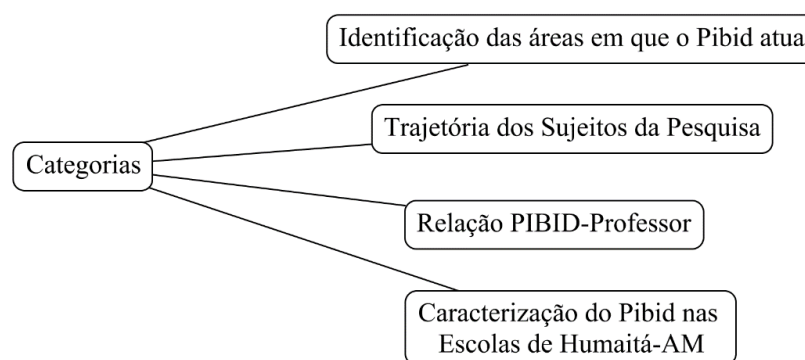 Identificação das áreas em que o Pibid atua
Trajetória dos Sujeitos da Pesquisa
Categorias
Relação PIBID-Professor
Caracterização do Pibid nas
Escolas de Humaitá-AM